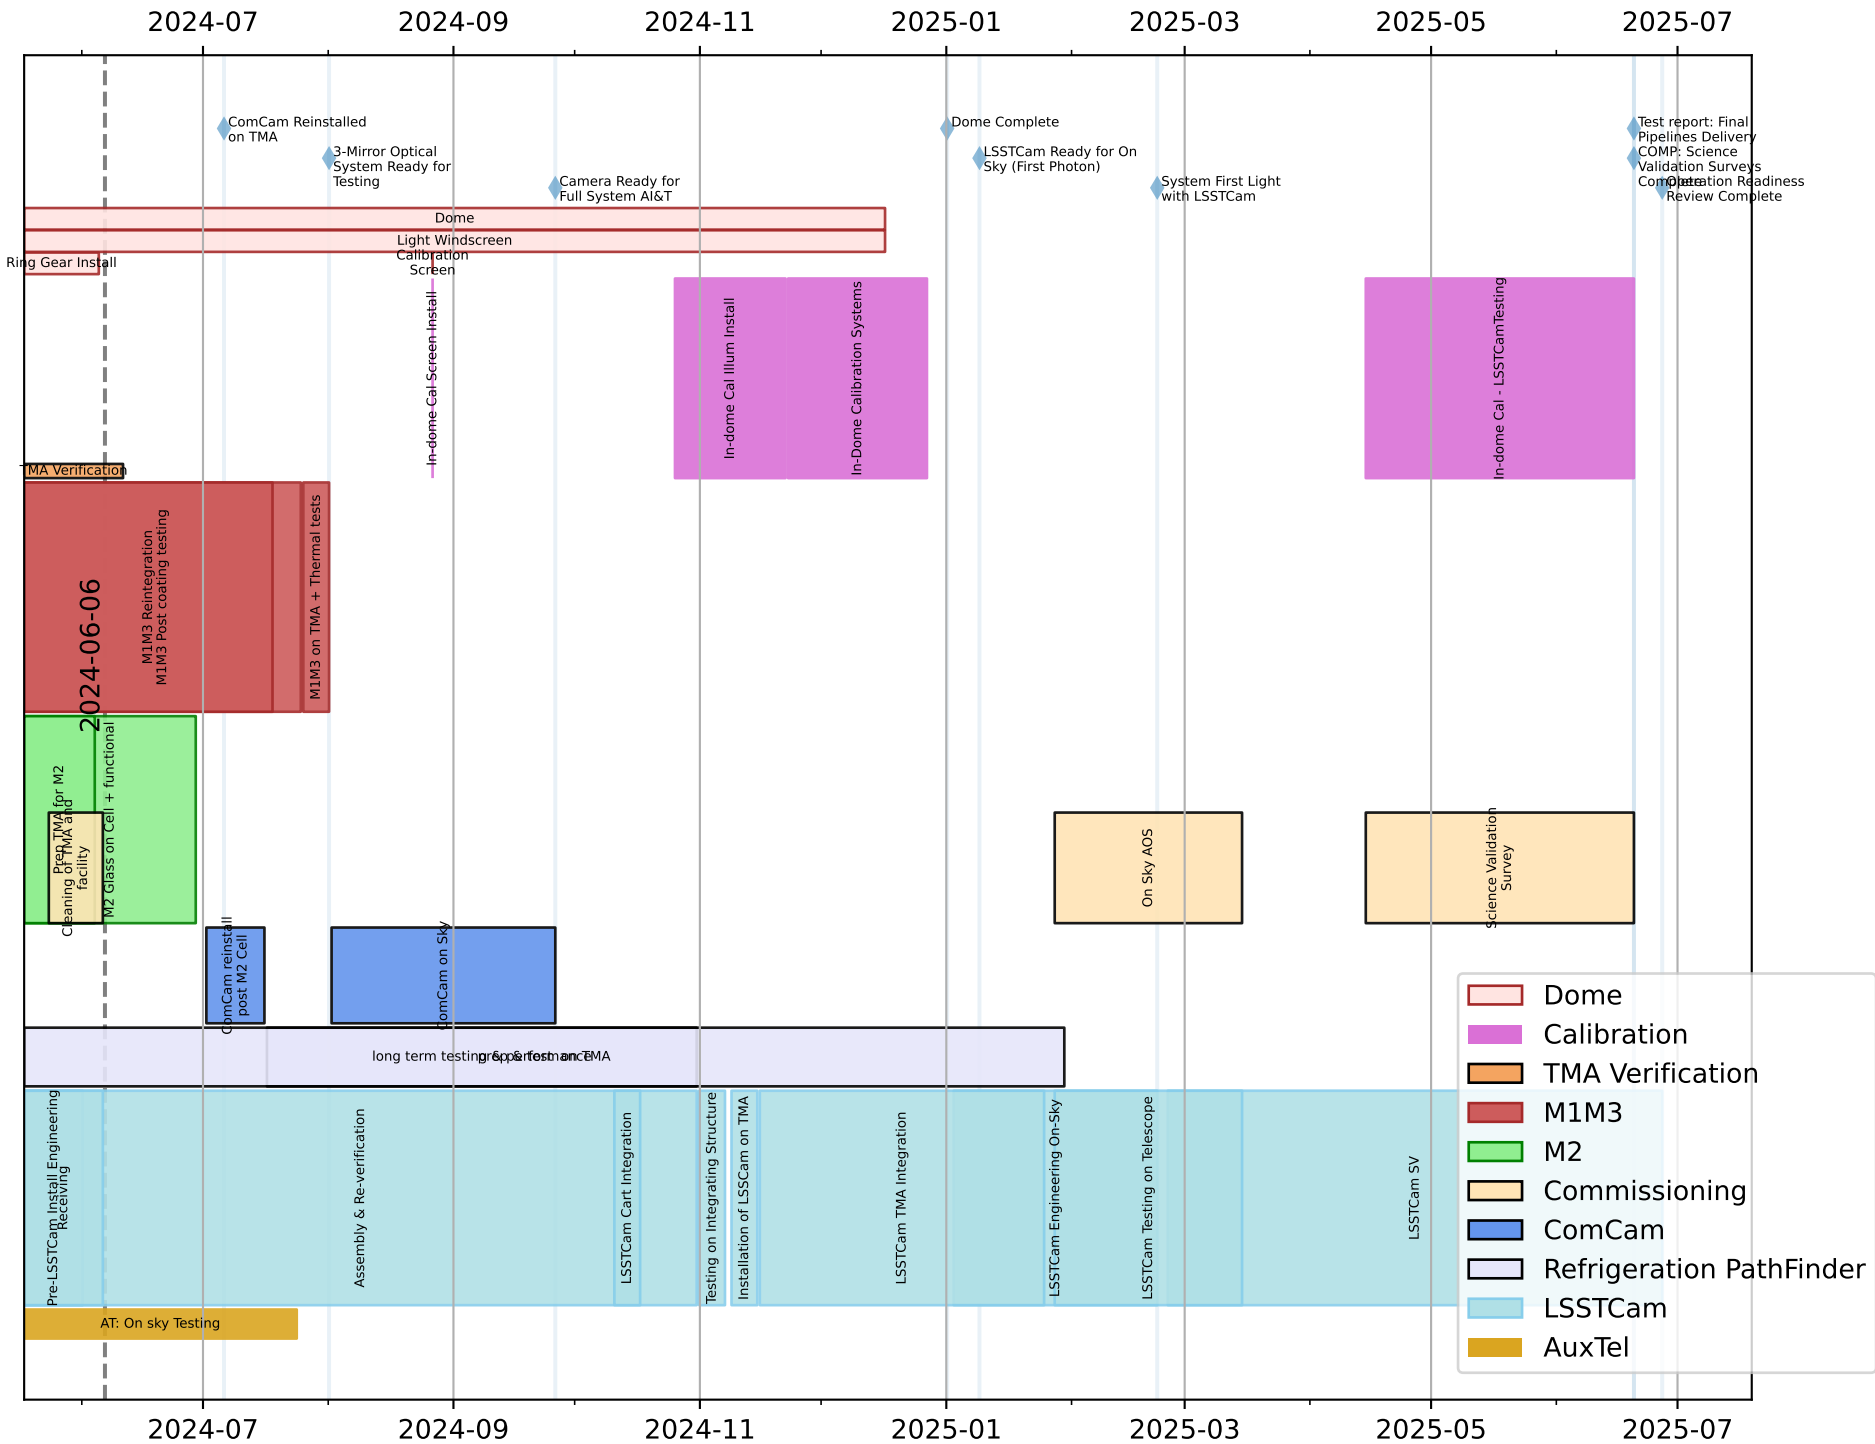 2024-07
2024-09
2024-11
2025-01
2025-03
2025-05
2025-07
ComCam Reinstalled
on TMA
3-Mirror Optical
System Ready for
Testing
Camera Ready for
Full System AI&T
Dome Complete
LSSTCam Ready for On
Sky (First Photon)
System First Light
with LSSTCam
Test report: Final
Pipelines Delivery
COMP: Science
Validation Surveys
Complete
Operation Readiness
Review Complete
Dome
Light Windscreen
Calibration
Screen
Ring Gear Install
In-dome Cal Screen Install
In-dome Cal Illum Install
In-Dome Calibration Systems
In-dome Cal - LSSTCamTesting
TMA Verification
M1M3 Reintegration
M1M3 Post coating testing
M1M3 on TMA + Thermal tests
2024-06-06
Prep TMA for M2
Cleaning of TMA and
facility
M2 Glass on Cell + functional
On Sky AOS
Science Validation
Survey
ComCam reinstall
post M2 Cell
ComCam on Sky
long term testing & performance
prep & test on TMA
Pre-LSSTCam Install Engineering
Receiving
Assembly & Re-verification
LSSTCam Cart Integration
Testing on Integrating Structure
Installation of LSSCam on TMA
LSSTCam TMA Integration
LSSTCam Engineering On-Sky
LSSTCam Testing on Telescope
LSSTCam SV
AT: On sky Testing
Dome
Calibration
TMA Verification
M1M3
M2
Commissioning
ComCam
Refrigeration PathFinder
LSSTCam
AuxTel
2024-07
2024-09
2024-11
2025-01
2025-03
2025-05
2025-07